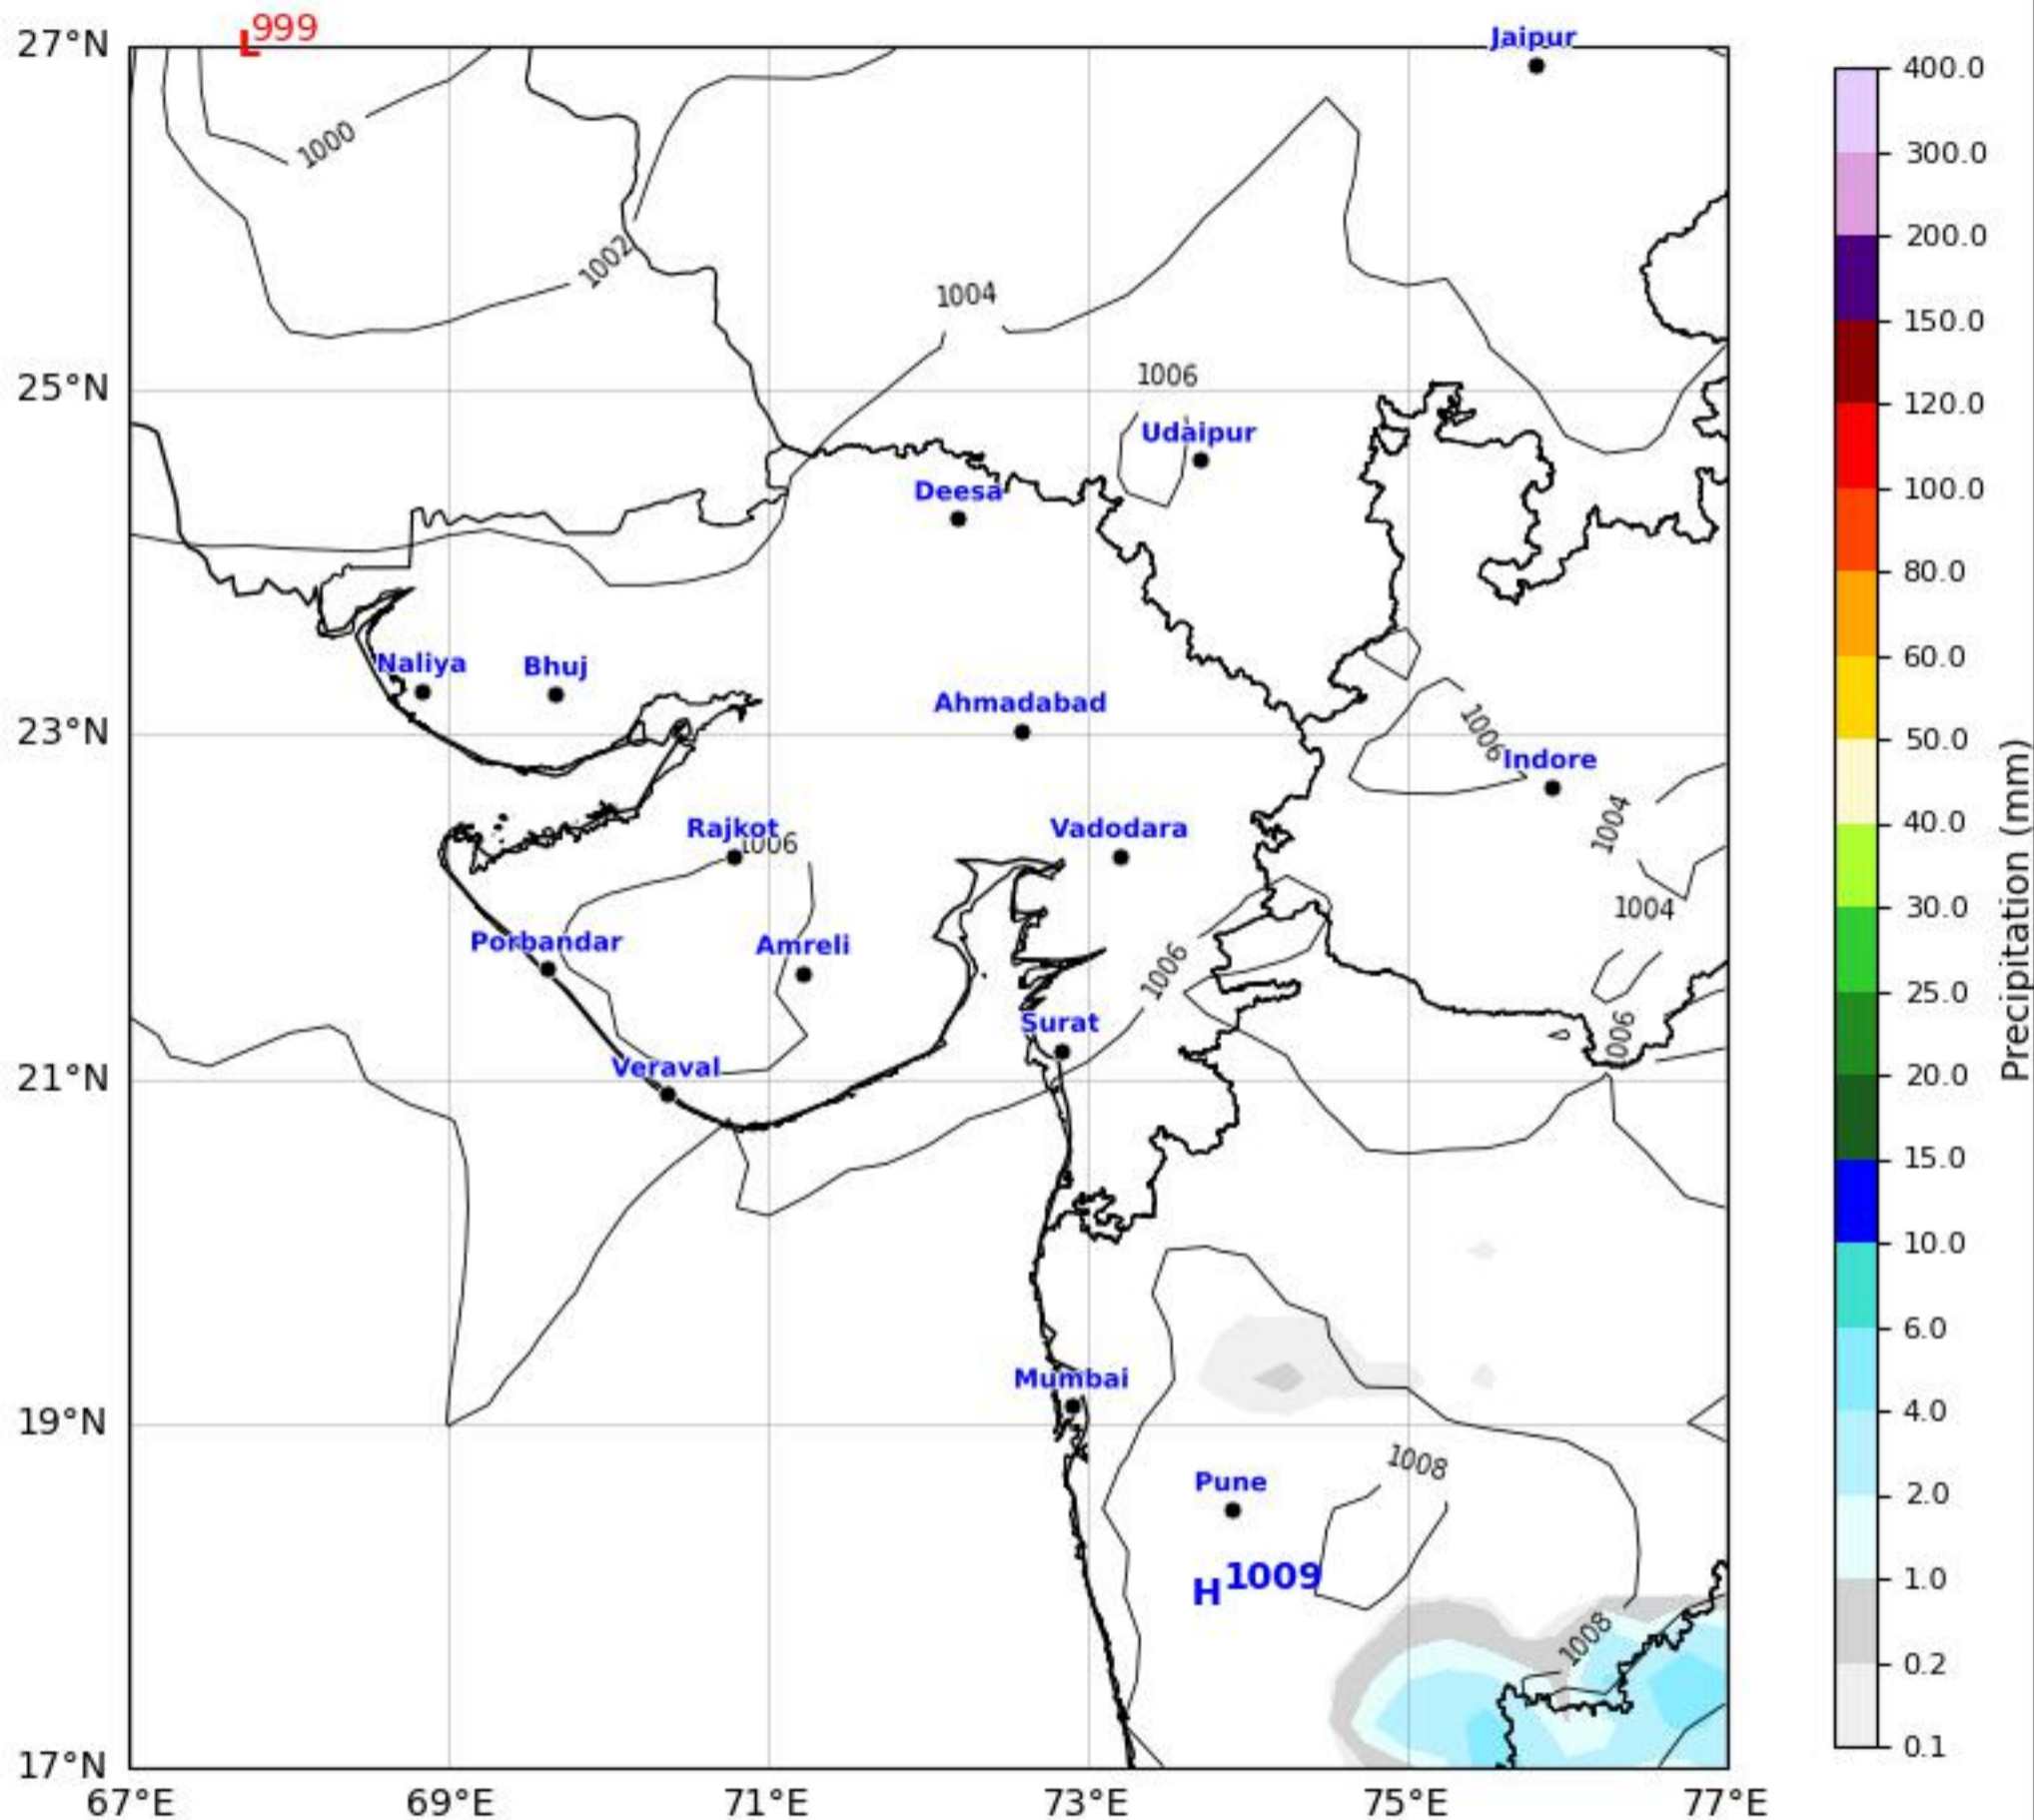 L999
Jaipur
27°N
400.0
300.0
1000
200.0
1002
1004
150.0
1006
25°N
120.0
Udaipur
Deesa
100.0
80.0
Naliya
Bhuj
60.0
Ahmadabad
1006
23°N
50.0
Indore
Precipitation (mm)
1004
40.0
Rajkot
1006
Vadodara
1004
30.0
Porbandar
Amreli
1006
25.0
Surat
1006
Veraval
21°N
20.0
15.0
10.0
6.0
Mumbai
19°N
4.0
1008
Pune
2.0
H1009
1.0
1008
0.2
17°N
0.1
67°E
69°E
71°E
73°E
75°E
77°E